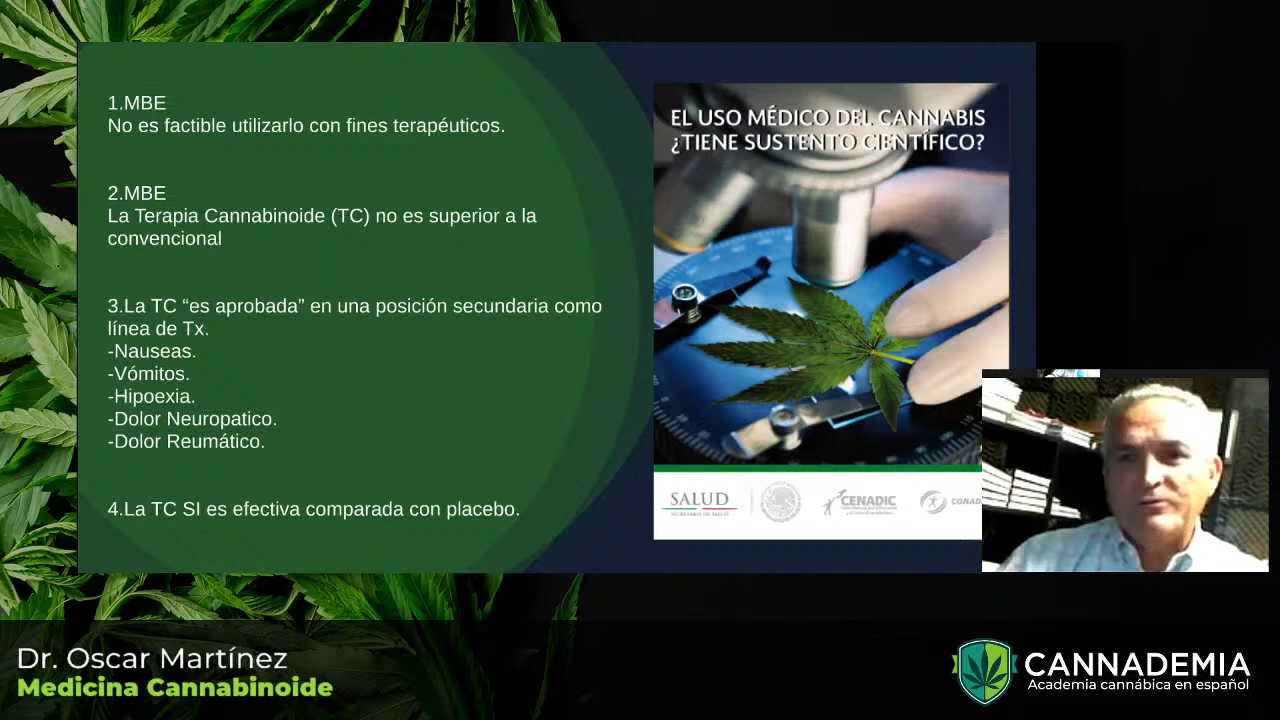 1.MBE
No es factible utilizarlo con fines terapéuticos.
2.MBE
La Terapia Cannabinoide (TC) no es superior a la
convencional
3.La TC “es aprobada” en una posición secundaria como
línea de Tx.
-Nauseas.
-Vómitos.
-Hipoexia.
-Dolor Neuropatico.
-Dolor Reumático.
4.La TC SI es efectiva comparada con placebo.
EL USO MÉDICO DEL CANNABIS
¿TIENE SUSTENTO CIENTÍFICO?
SALUD
CENADIC
CONAD
Dr. Oscar Martínez
Medicina Cannabinoide
CANNADEMIA
Academia cannábica en español